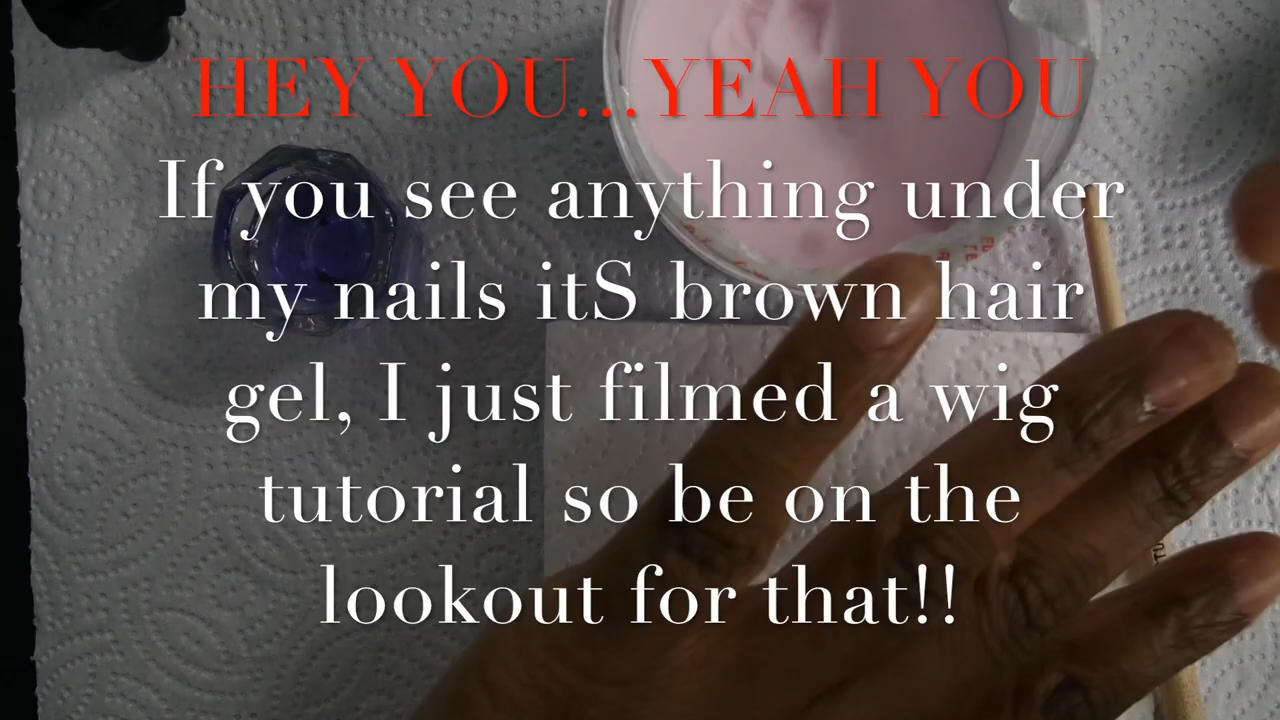 HEY YOU...YEAH YOU
If you see anything under
my nails itS brown hair
gel, I just filmed a wig
tutorial so be on the
lookout for that!!